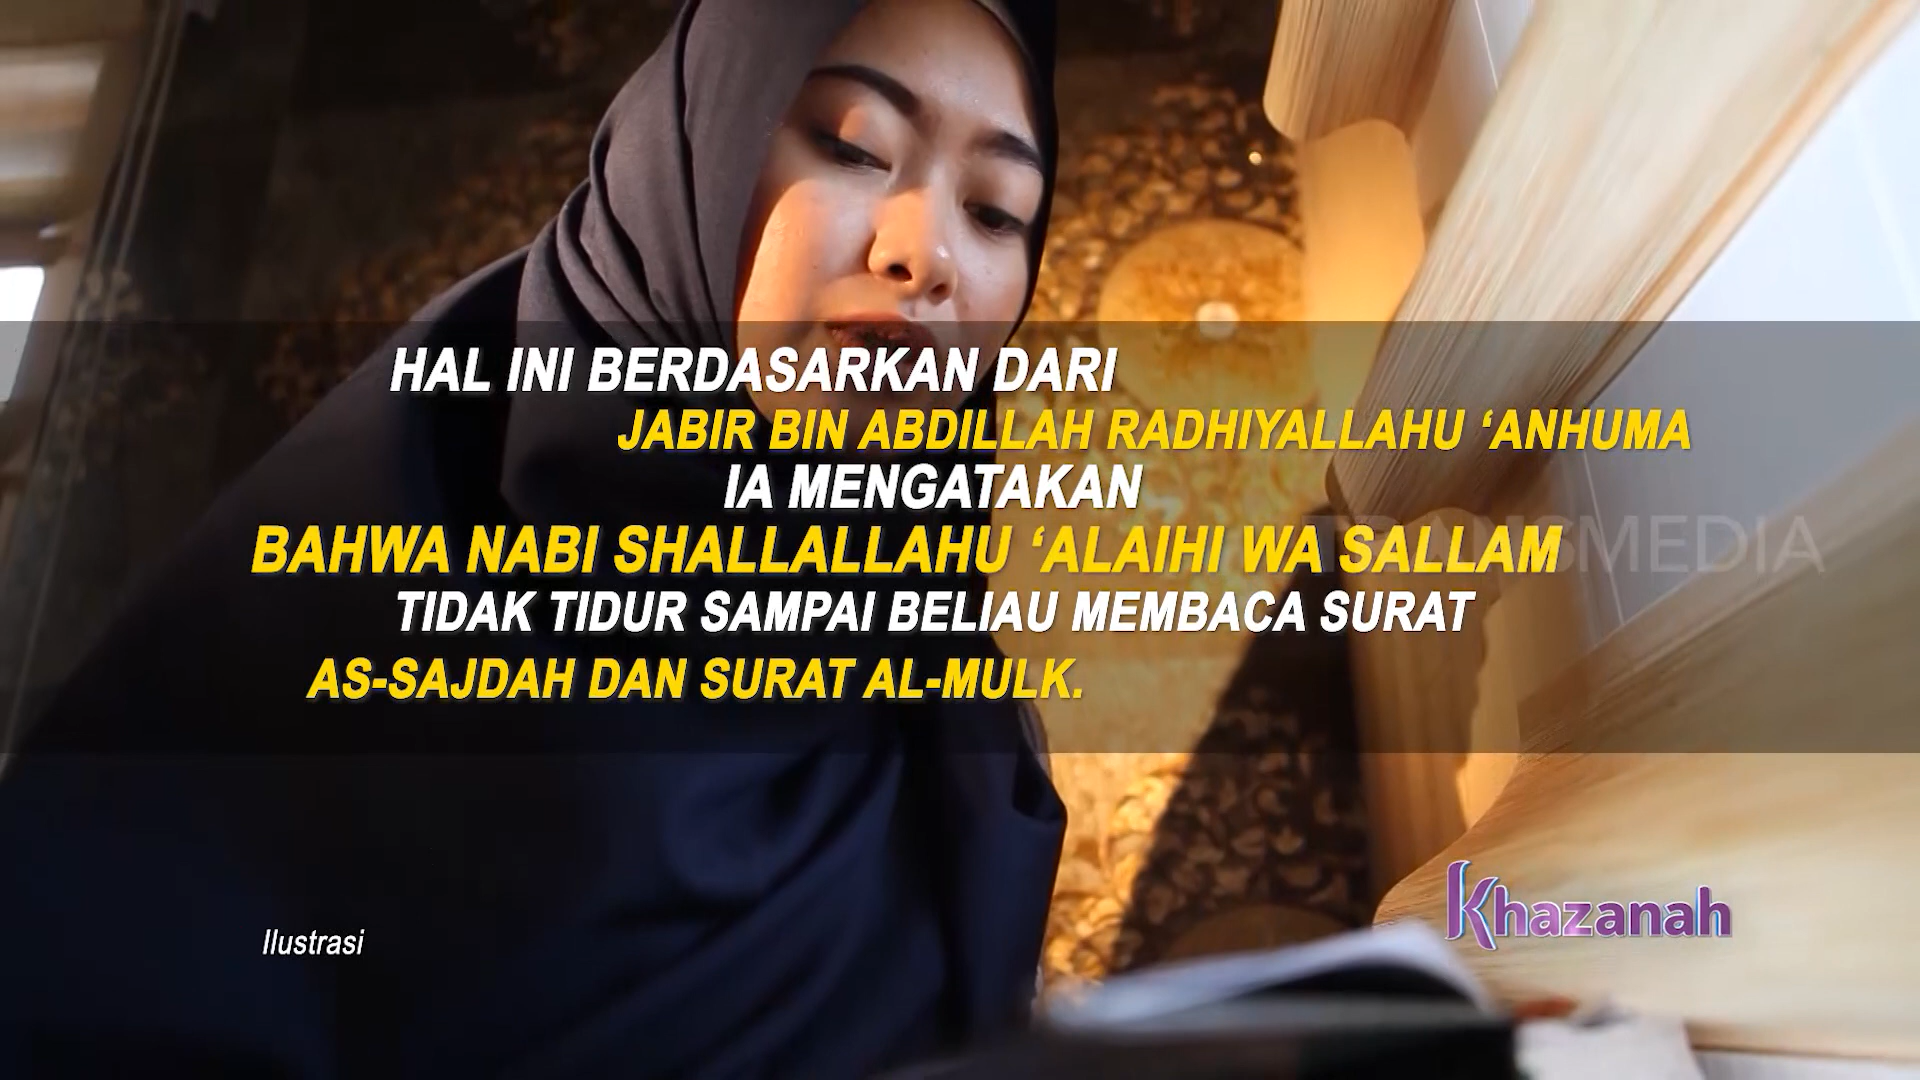 HAL INI BERDASARKAN DARI
JABIR BIN ABDILLAH RADHIYALLAHU ‘ANHUMA
IA MENGATAKAN
BAHWA NABI SHALLALLAHU ‘ALAIHI WA SALLAM
TIDAK TIDUR SAMPAI BELIAU MEMBACA SURAT
AS-SAJDAH DAN SURAT AL-MULK.
TRANSMEDIA
Khazanah
Ilustrasi